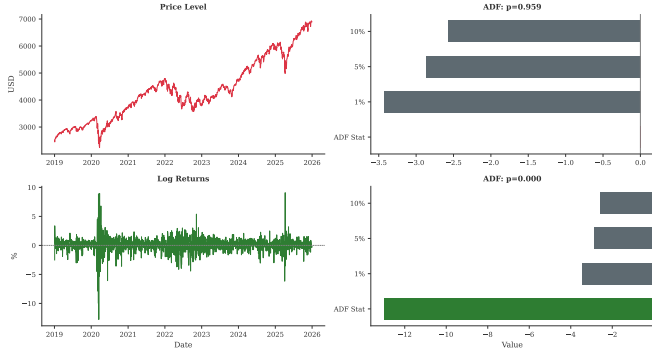 Price Level
7000
6000
5000
4000
3000
USD
2019 2020 2021 2022 2023 2024 2025 2026
ADF: p=0.959
10%
5%
1%
ADF Stat
−3.5 −3.0 −2.5 −2.0 −1.5 −1.0 −0.5 0.0
Log Returns
10
5
0
−5
−10
%
2019 2020 2021 2022 2023 2024 2025 2026
Date
ADF: p=0.000
10%
5%
1%
ADF Stat
−12 −10 −8 −6 −4 −2
Value